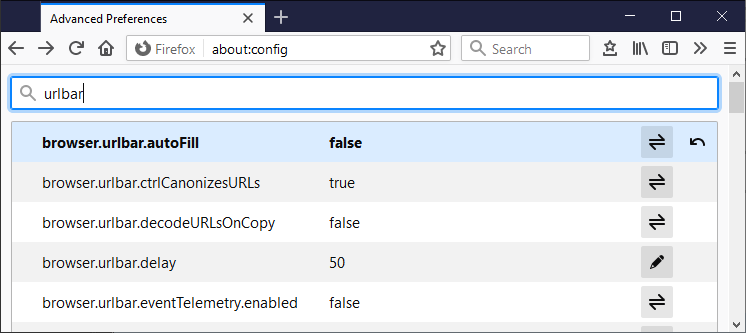 Advanced Preferences
Firefox about:config Search
urlbar
browser.urlbar.autoFill false
browser.urlbar.ctrlCanonizesURLs true
browser.urlbar.decodeURLsOnCopy false
browser.urlbar.delay 50
browser.urlbar.eventTelemetry.enabled false